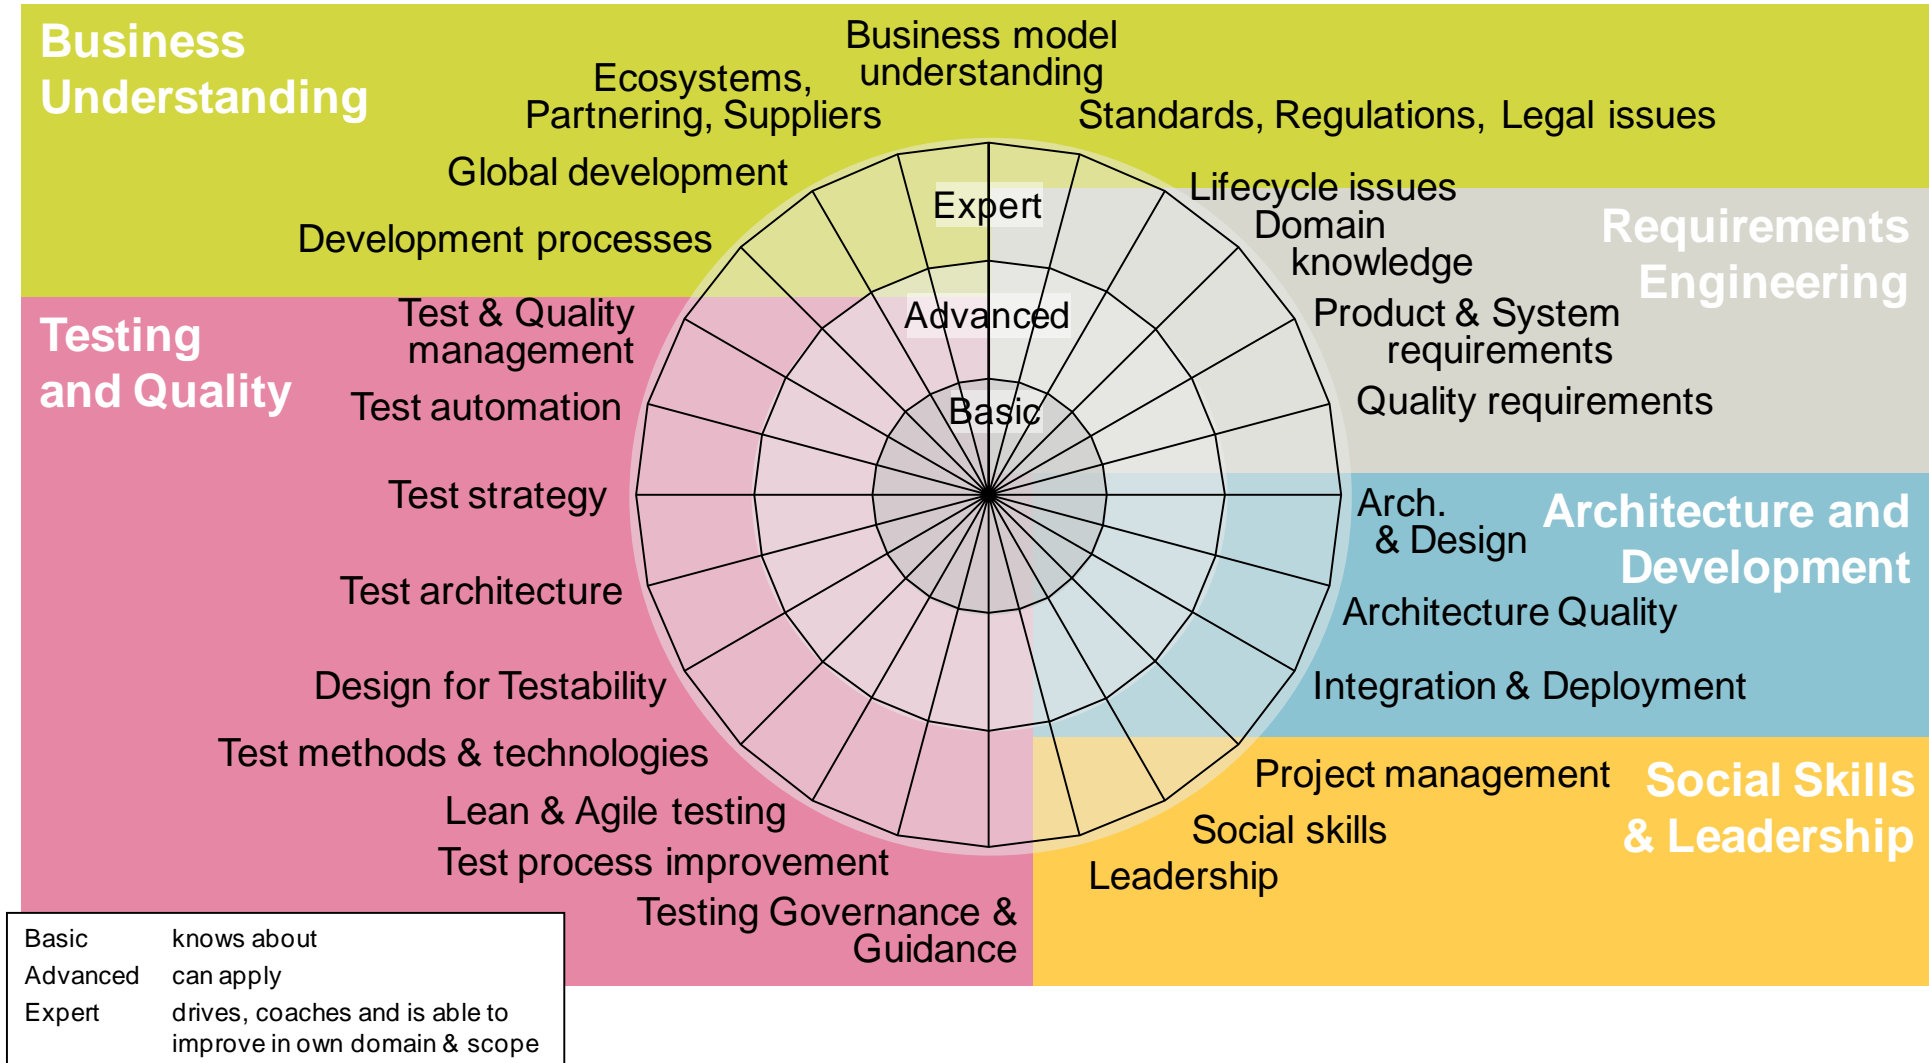 Business
Understanding
Business model
understanding
Ecosystems,
Partnering, Suppliers
Standards, Regulations, Legal issues
Global development
Lifecycle issues
Development processes
Expert
Advanced
Basic
Domain
knowledge
Requirements
Engineering
Product & System
requirements
Quality requirements
Testing
and Quality
Test & Quality
management
Test automation
Test strategy
Test architecture
Design for Testability
Test methods & technologies
Lean & Agile testing
Test process improvement
Testing Governance &
Guidance
Arch.
& Design
Architecture and
Development
Architecture Quality
Integration & Deployment
Project management
Social skills
Leadership
Social Skills
& Leadership
Basic knows about
Advanced can apply
Expert drives, coaches and is able to
improve in own domain & scope